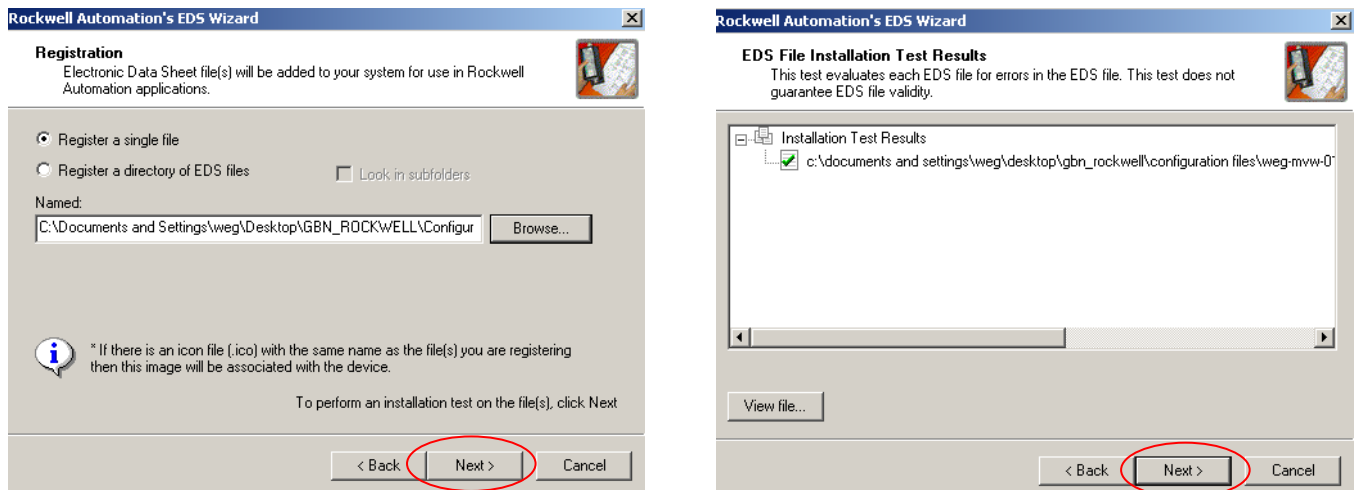 Rockwell Automation's EDS Wizard
Registration
Electronic Data Sheet file(s) will be added to your system for use in Rockwell
Automation applications.
Register a single file
Register a directory of EDS files
Look in subfolders
Named:
C:\Documents and Settings\weg\Desktop\GBN_ROCKWELL\Configur
Browse...
* If there is an icon file (.ico) with the same name as the file(s) you are registering
then this image will be associated with the device.
To perform an installation test on the file(s), click Next
< Back
Next >
Cancel
Rockwell Automation's EDS Wizard
EDS File Installation Test Results
This test evaluates each EDS file for errors in the EDS file. This test does not
guarantee EDS file validity.
Installation Test Results
c:\documents and settings\weg\desktop\gbn_rockwell\configuration files\weg-mvw-0
View file...
< Back
Next >
Cancel